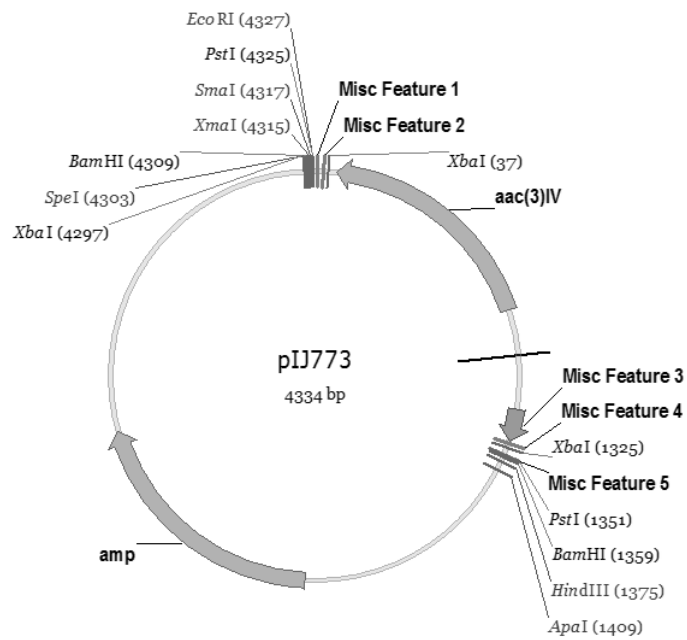 EcoRI (4327)
PstI (4325)
SmaI (4317)
XmaI (4315)
BamHI (4309)
SpeI (4303)
XbaI (4297)
Misc Feature 1
Misc Feature 2
XbaI (37)
aac(3)IV
pIJ773
4334 bp
Misc Feature 3
Misc Feature 4
XbaI (1325)
Misc Feature 5
PstI (1351)
BamHI (1359)
HindIII (1375)
ApaI (1409)
amp